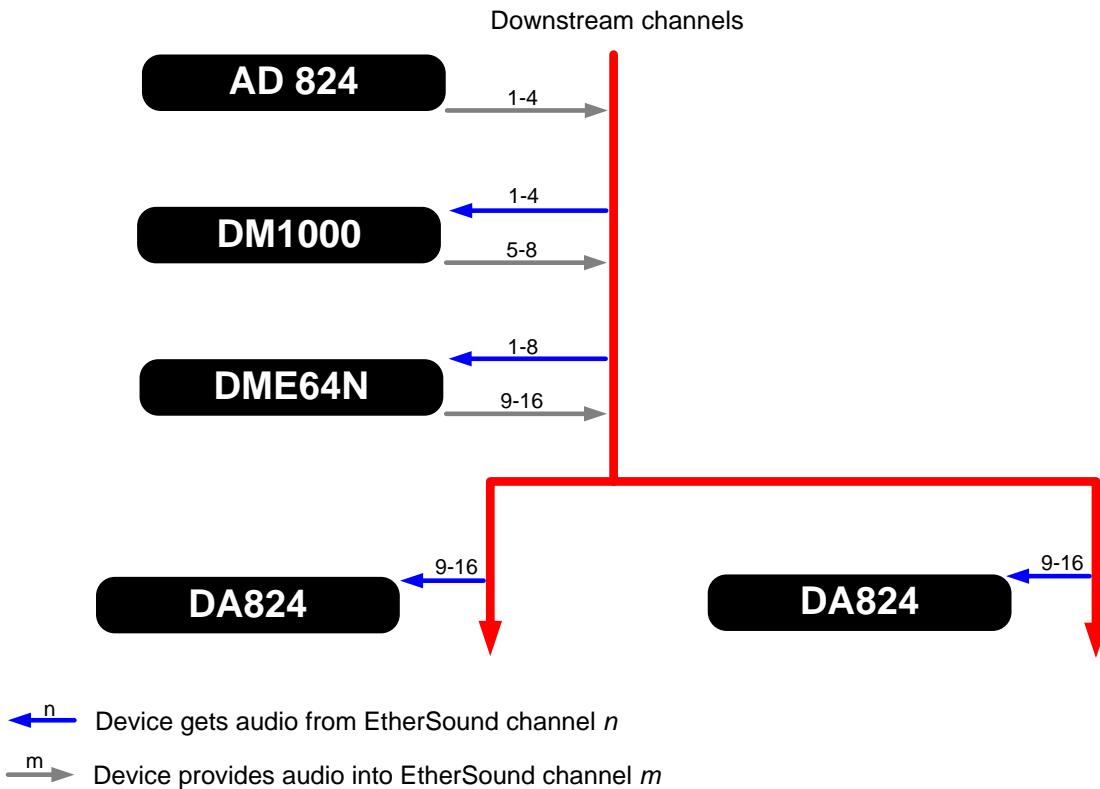 Downstream channels
AD 824
1-4
1-4
DM1000
5-8
1-8
DME64N
9-16
9-16
DA824
9-16
DA824
n
Device gets audio from EtherSound channel n
m
Device provides audio into EtherSound channel m